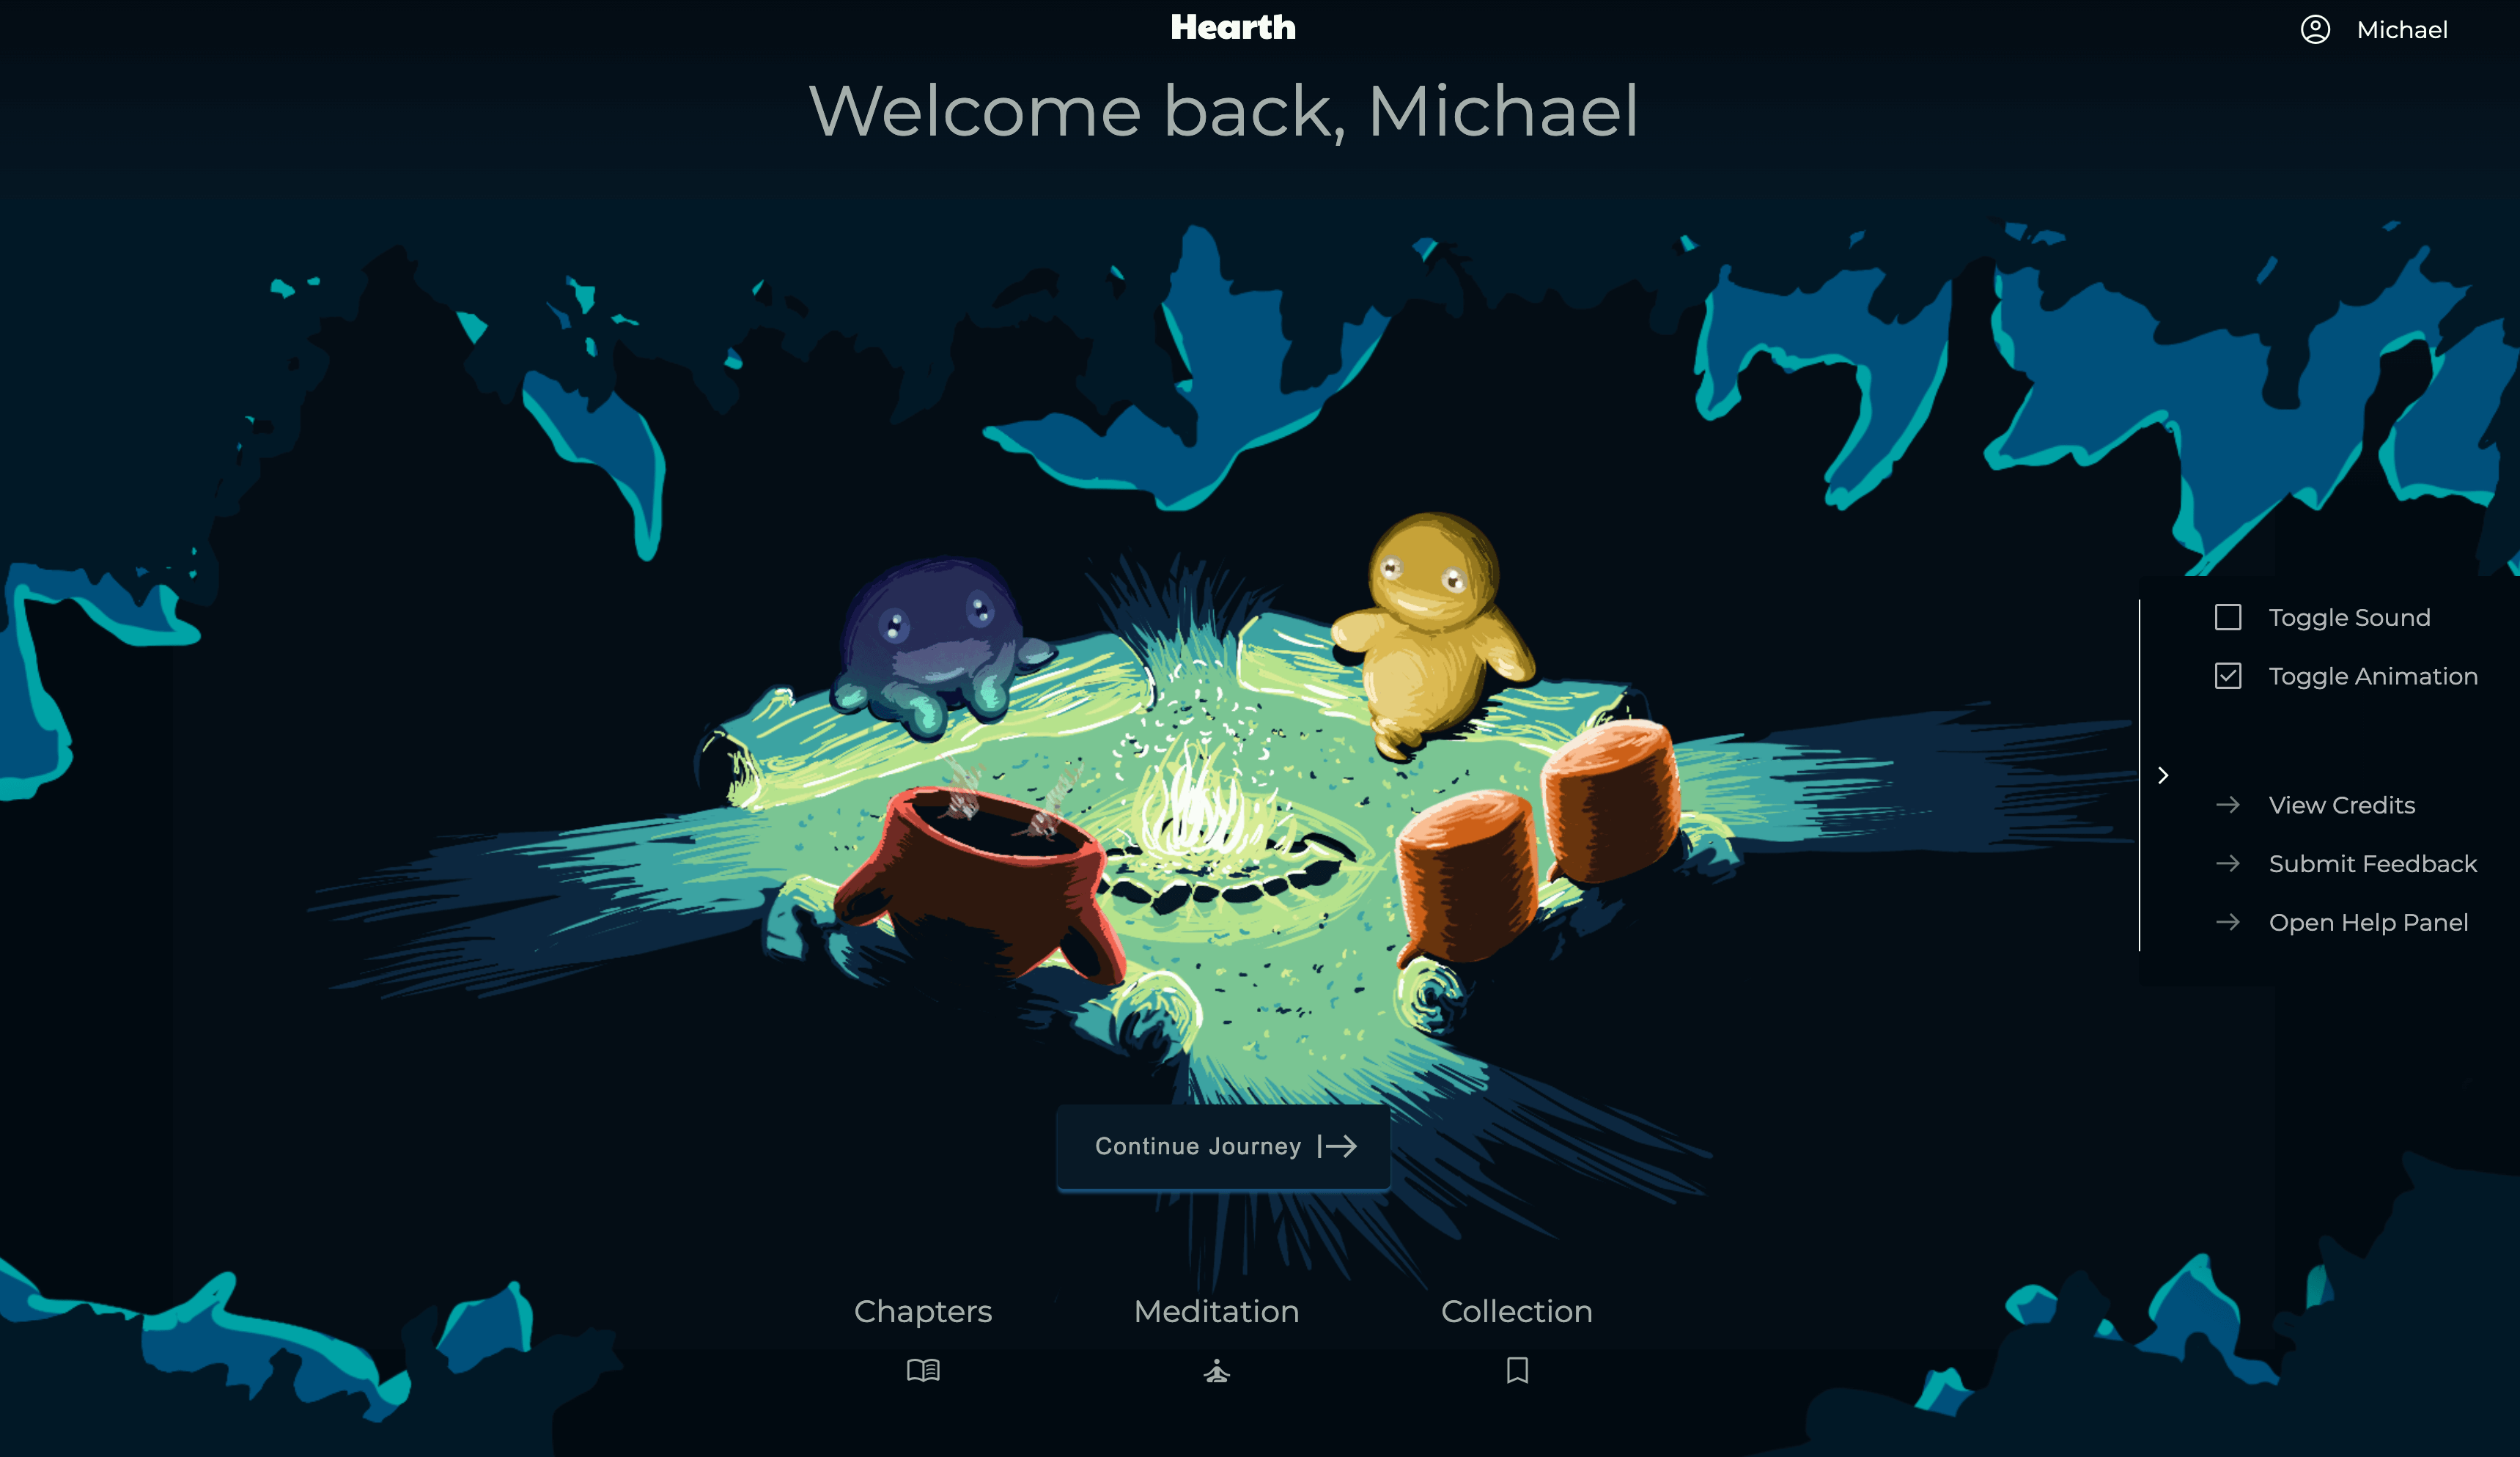 Hearth
Michael
Welcome back, Michael
Toggle Sound
Toggle Animation
View Credits
Submit Feedback
Open Help Panel
Continue Journey
Chapters
Meditation
Collection